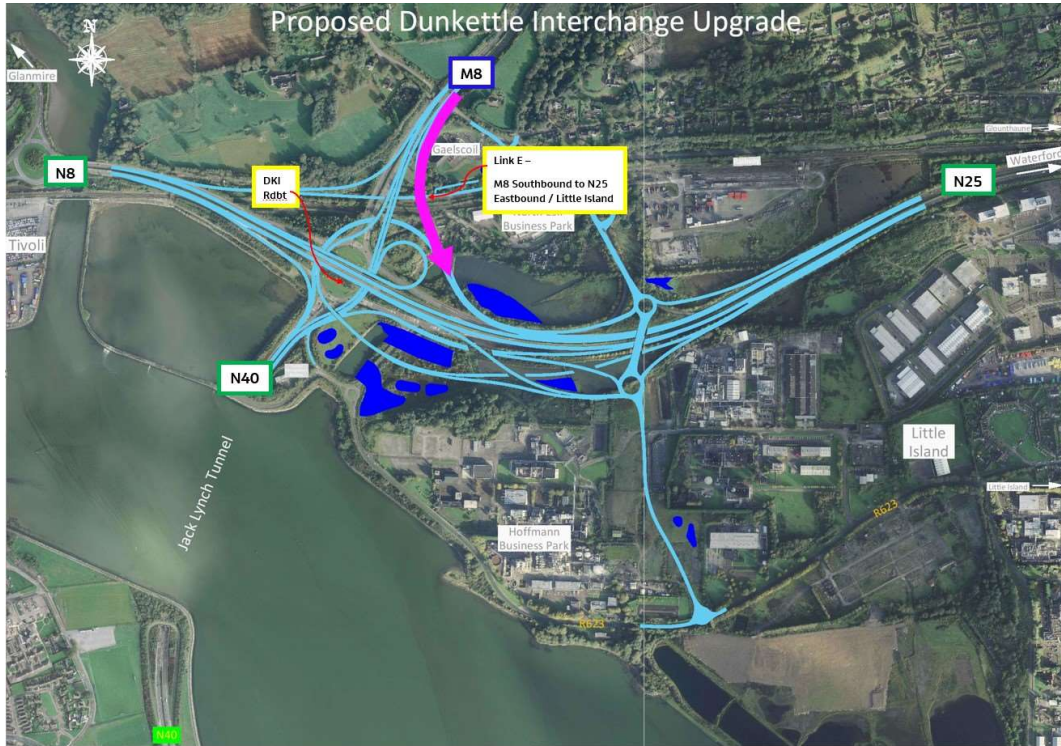 Proposed Dunkettle Interchange Upgrade
N
Glanmire
M8
Gaelscoil
Link E –
M8 Southbound to N25
Eastbound / Little Island
N8
DKI
Rdbt
Waterford
N25
Business Park
Tivoli
N40
Jack Lynch Tunnel
Little
Island
Little Island
R623
Hoffmann
Business Park
R623
N40